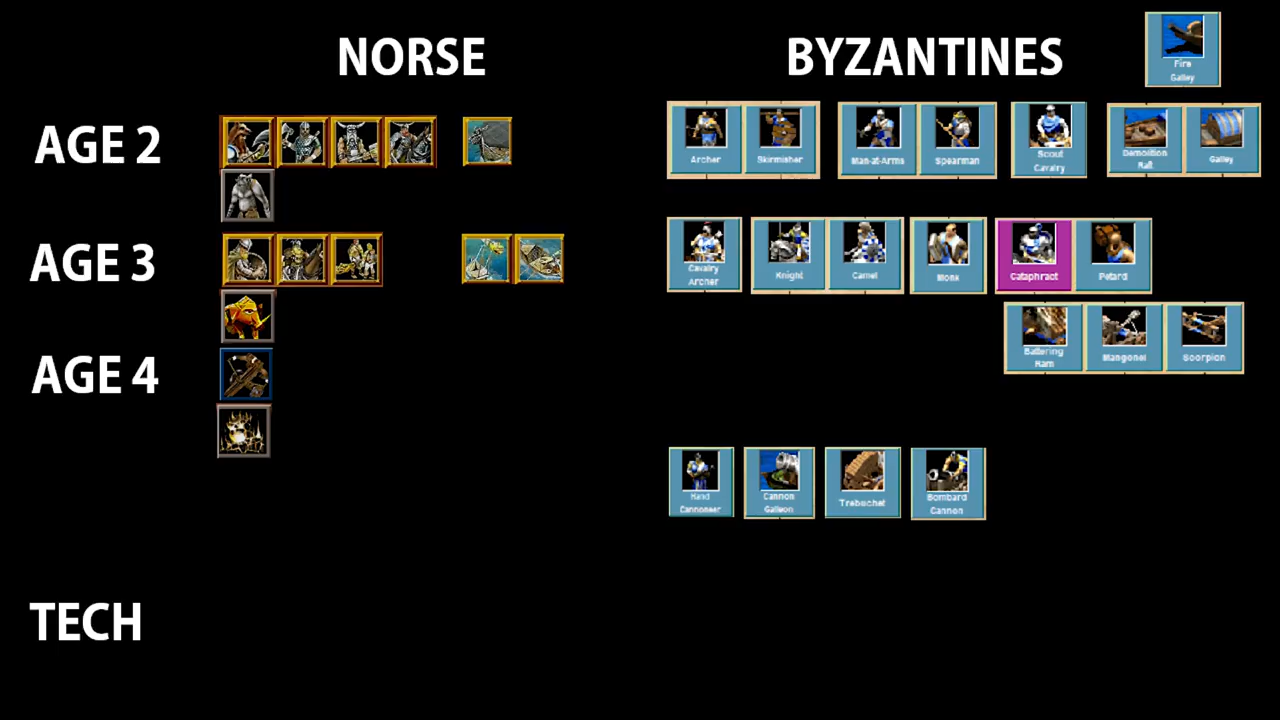 NORSE
BYZANTINES
Fire
Galley
AGE 2
Archer
Skirmisher
Man-at-Arms
Spearman
Scout
Cavalry
Demolition
Raft
Galley
AGE 3
Cavalry
Archer
Knight
Camel
Monk
Cataphract
Petard
Battering
Ram
Mangonel
Scorpion
AGE 4
Hand
Cannoneer
Cannon
Galleon
Trebuchet
Bombard
Cannon
TECH